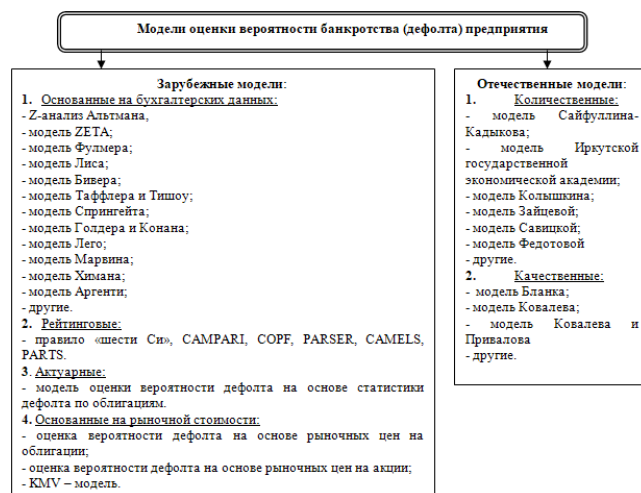 Модели оценки вероятности банкротства (дефолта) предприятия
Зарубежные модели:
1. Основанные на бухгалтерских данных:
- Z-анализ Альтмана,
- модель ZETA;
- модель Фулмера;
- модель Лиса;
- модель Бивера;
- модель Таффлера и Тишоу;
- модель Спрингейта;
- модель Голдера и Конана;
- модель Лего;
- модель Марвина;
- модель Химана;
- модель Аргенти;
- другие.
2. Рейтинговые:
- правило «шести Си», CAMPARI, COPF, PARSER, CAMELS,
PARTS.
3. Актуарные:
- модель оценки вероятности дефолта на основе статистики
дефолта по облигациям.
4. Основанные на рыночной стоимости:
- оценка вероятности дефолта на основе рыночных цен на
облигации;
- оценка вероятности дефолта на основе рыночных цен на акции;
- KMV – модель.
Отечественные модели:
1. Количественные:
- модель Сайфуллина-
Кадыкова;
- модель Иркутской
государственной
экономической академии;
- модель Колышкина;
- модель Зайцевой;
- модель Савицкой;
- модель Федотовой
- другие.
2. Качественные:
- модель Бланка;
- модель Ковалева;
- модель Ковалева и
Привалова
- другие.